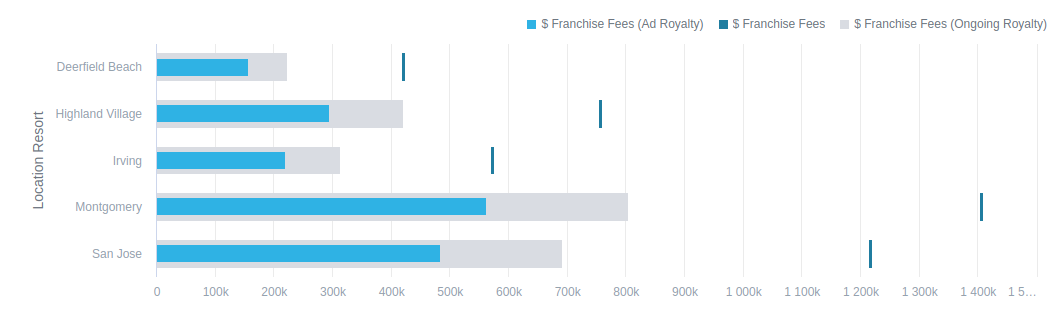 $ Franchise Fees (Ad Royalty) $ Franchise Fees $ Franchise Fees (Ongoing Royalty)
Location Resort
Deerfield Beach
Highland Village
Irving
Montgomery
San Jose
0 100k 200k 300k 400k 500k 600k 700k 800k 900k 1 000k 1 100k 1 200k 1 300k 1 400k 1 5…